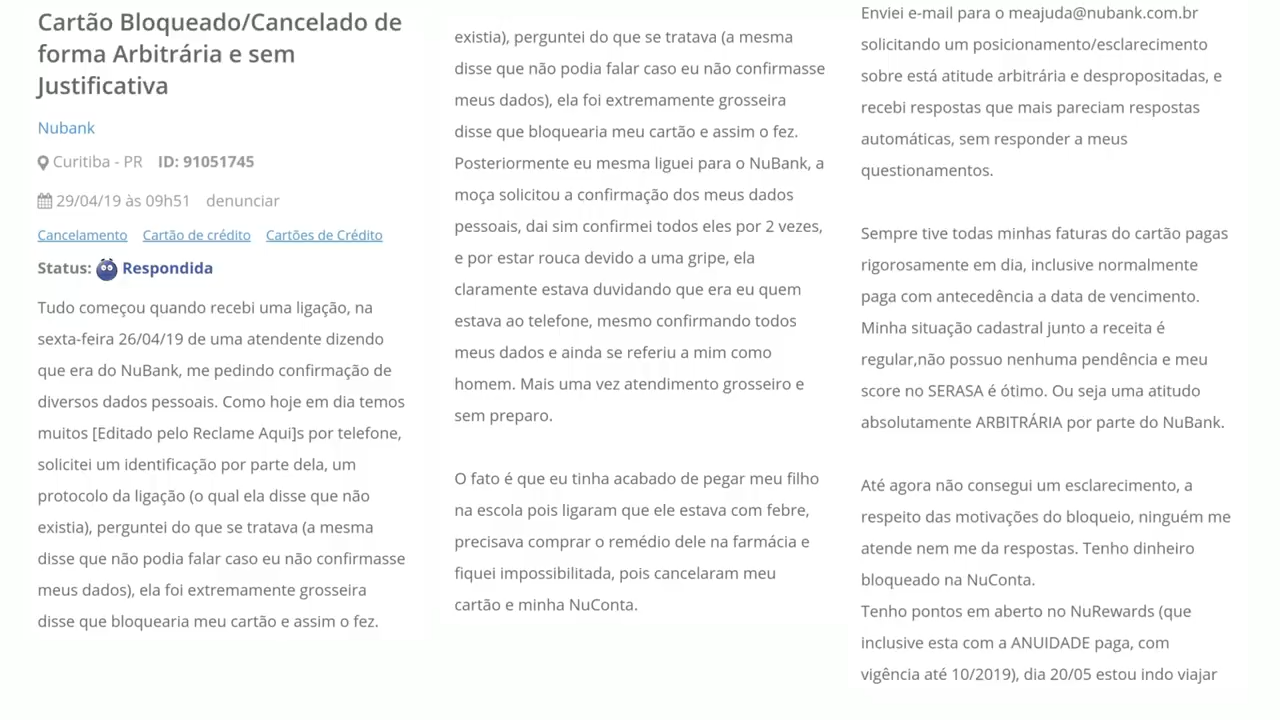 Cartão Bloqueado/Cancelado de
forma Arbitrária e sem
Justificativa
Nubank
Curitiba - PR ID: 91051745
29/04/19 às 09h51 denunciar
Cancelamento Cartão de crédito Cartões de Crédito
Status: Respondida
Tudo começou quando recebi uma ligação, na
sexta-feira 26/04/19 de uma atendente dizendo
que era do NuBank, me pedindo confirmação de
diversos dados pessoais. Como hoje em dia temos
muitos [Editado pelo Reclame Aqui]s por telefone,
solicitei um identificação por parte dela, um
protocolo da ligação (o qual ela disse que não
existia), perguntei do que se tratava (a mesma
disse que não podia falar caso eu não confirmasse
meus dados), ela foi extremamente grosseira
disse que bloquearia meu cartão e assim o fez.
existia), perguntei do que se tratava (a mesma
disse que não podia falar caso eu não confirmasse
meus dados), ela foi extremamente grosseira
disse que bloquearia meu cartão e assim o fez.
Posteriormente eu mesma liguei para o NuBank, a
moça solicitou a confirmação dos meus dados
pessoais, dai sim confirmei todos eles por 2 vezes,
e por estar rouca devido a uma gripe, ela
claramente estava duvidando que era eu quem
estava ao telefone, mesmo confirmando todos
meus dados e ainda se referiu a mim como
homem. Mais uma vez atendimento grosseiro e
sem preparo.
O fato é que eu tinha acabado de pegar meu filho
na escola pois ligaram que ele estava com febre,
precisava comprar o remédio dele na farmácia e
fiquei impossibilitada, pois cancelaram meu
cartão e minha NuConta.
Enviei e-mail para o meajuda@nubank.com.br
solicitando um posicionamento/esclarecimento
sobre está atitude arbitrária e despropositadas, e
recebi respostas que mais pareciam respostas
automáticas, sem responder a meus
questionamentos.
Sempre tive todas minhas faturas do cartão pagas
rigorosamente em dia, inclusive normalmente
paga com antecedência a data de vencimento.
Minha situação cadastral junto a receita é
regular,não possuo nenhuma pendência e meu
score no SERASA é ótimo. Ou seja uma atitudo
absolutamente ARBITRÁRIA por parte do NuBank.
Até agora não consegui um esclarecimento, a
respeito das motivações do bloqueio, ninguém me
atende nem me da respostas. Tenho dinheiro
bloqueado na NuConta.
Tenho pontos em aberto no NuRewards (que
inclusive esta com a ANUIDADE paga, com
vigência até 10/2019), dia 20/05 estou indo viajar